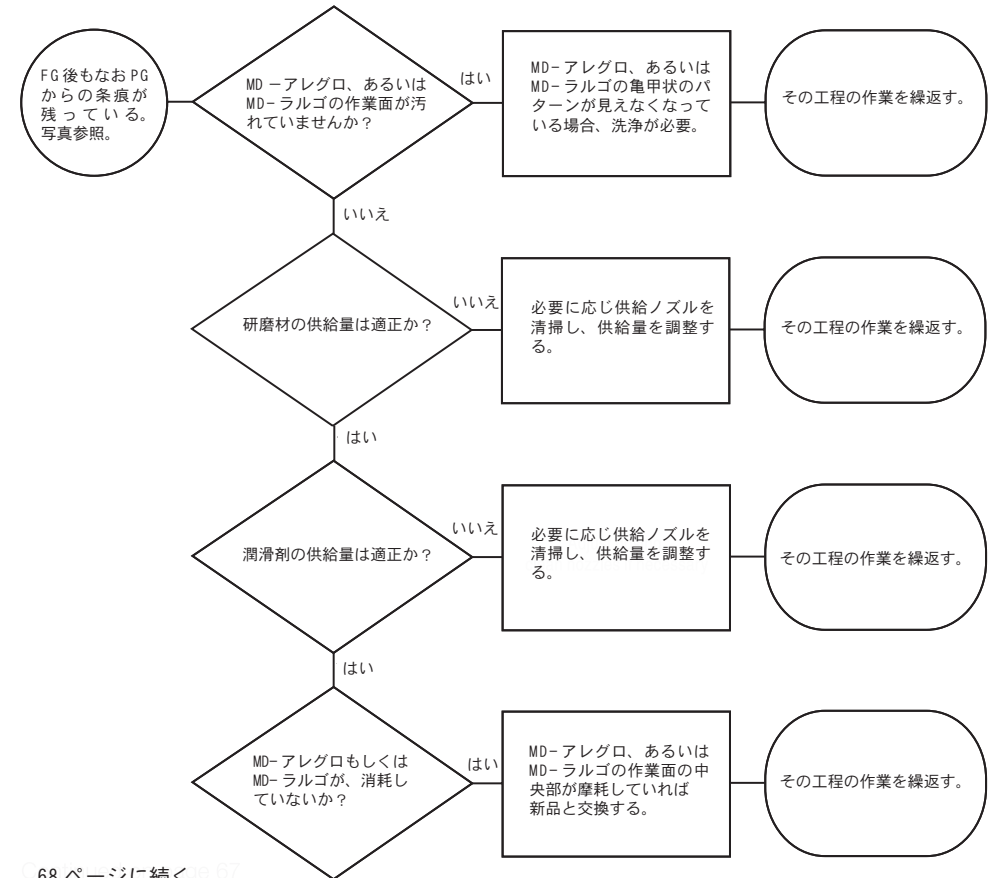 FG後もなおPG
からの条痕が
残っている。
写真参照。
MD－アレグロ、あるいは
MD-ラルゴの作業面が汚
れていませんか？
はい
MD-アレグロ、あるいは
MD-ラルゴの亀甲状のパ
ターンが見えなくなって
いる場合、洗浄が必要。
その工程の作業を繰返す。
いいえ
研磨材の供給量は適正か？
いいえ
必要に応じ供給ノズルを
清掃し、供給量を調整す
る。
その工程の作業を繰返す。
はい
潤滑剤の供給量は適正か？
いいえ
必要に応じ供給ノズルを
清掃し、供給量を調整す
る。
その工程の作業を繰返す。
はい
MD-アレグロもしくは
MD-ラルゴが、消耗し
ていないか？
はい
MD-アレグロ、あるいは
MD-ラルゴの作業面の中
央部が摩耗していれば
新品と交換する。
その工程の作業を繰返す。
68ページに続く